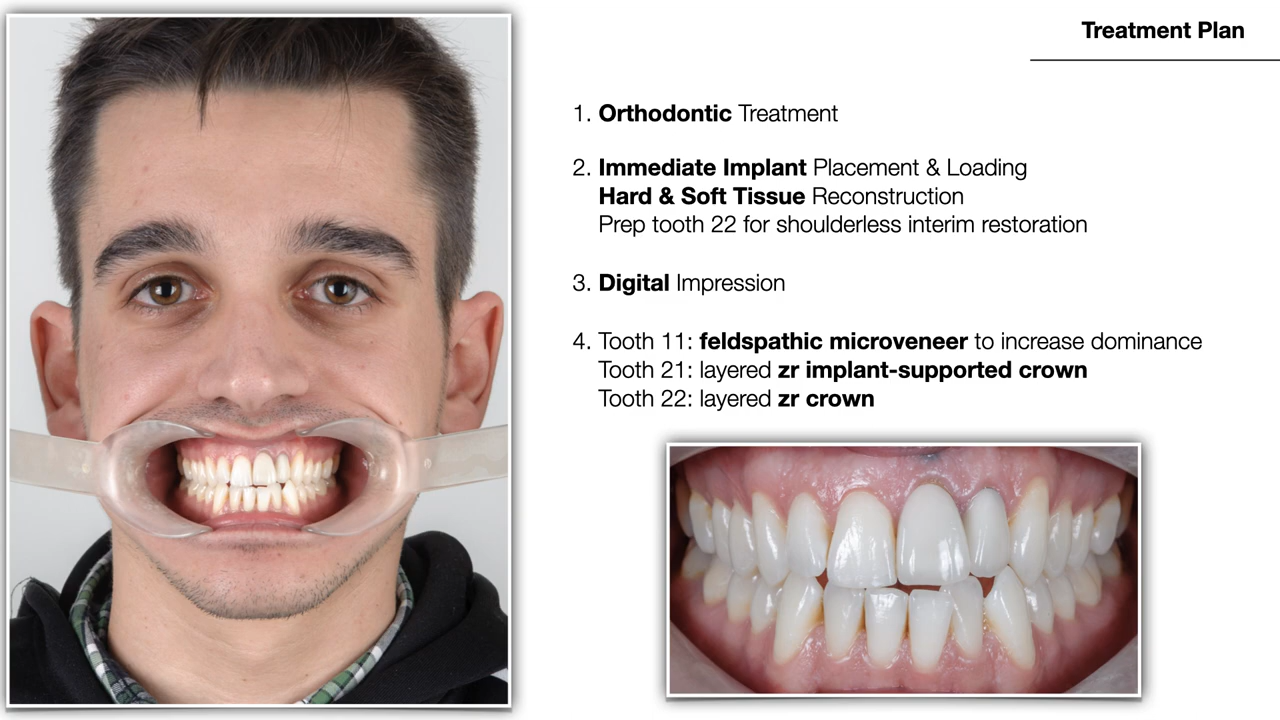 Treatment Plan
1. Orthodontic Treatment
2. Immediate Implant Placement & Loading
Hard & Soft Tissue Reconstruction
Prep tooth 22 for shoulderless interim restoration
3. Digital Impression
4. Tooth 11: feldspathic microveneer to increase dominance
Tooth 21: layered zr implant-supported crown
Tooth 22: layered zr crown